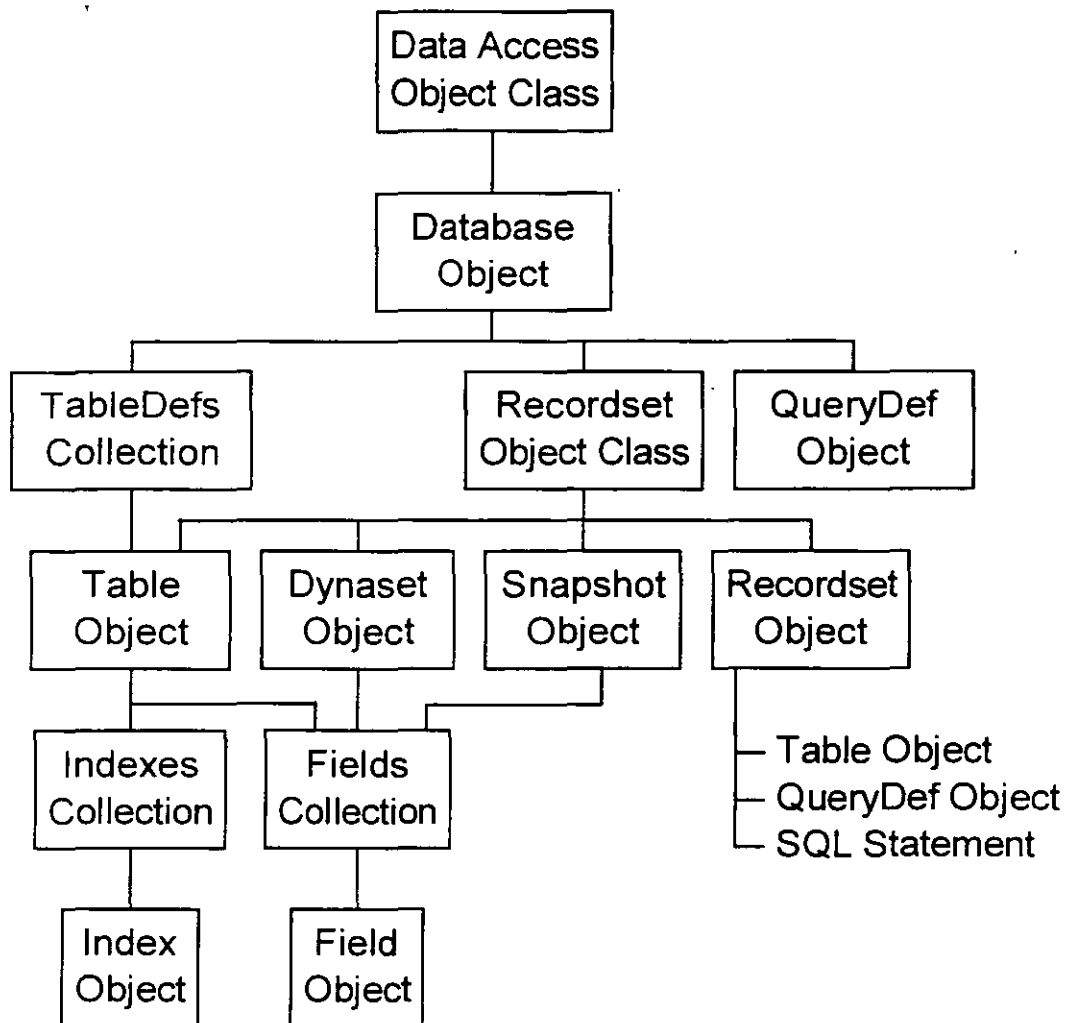 Data Access
Object Class
Database
Object
TableDefs
Collection
Recordset
Object Class
QueryDef
Object
Table
Object
Dynaset
Object
Snapshot
Object
Recordset
Object
Indexes
Collection
Fields
Collection
Table Object
QueryDef Object
SQL Statement
Index
Object
Field
Object